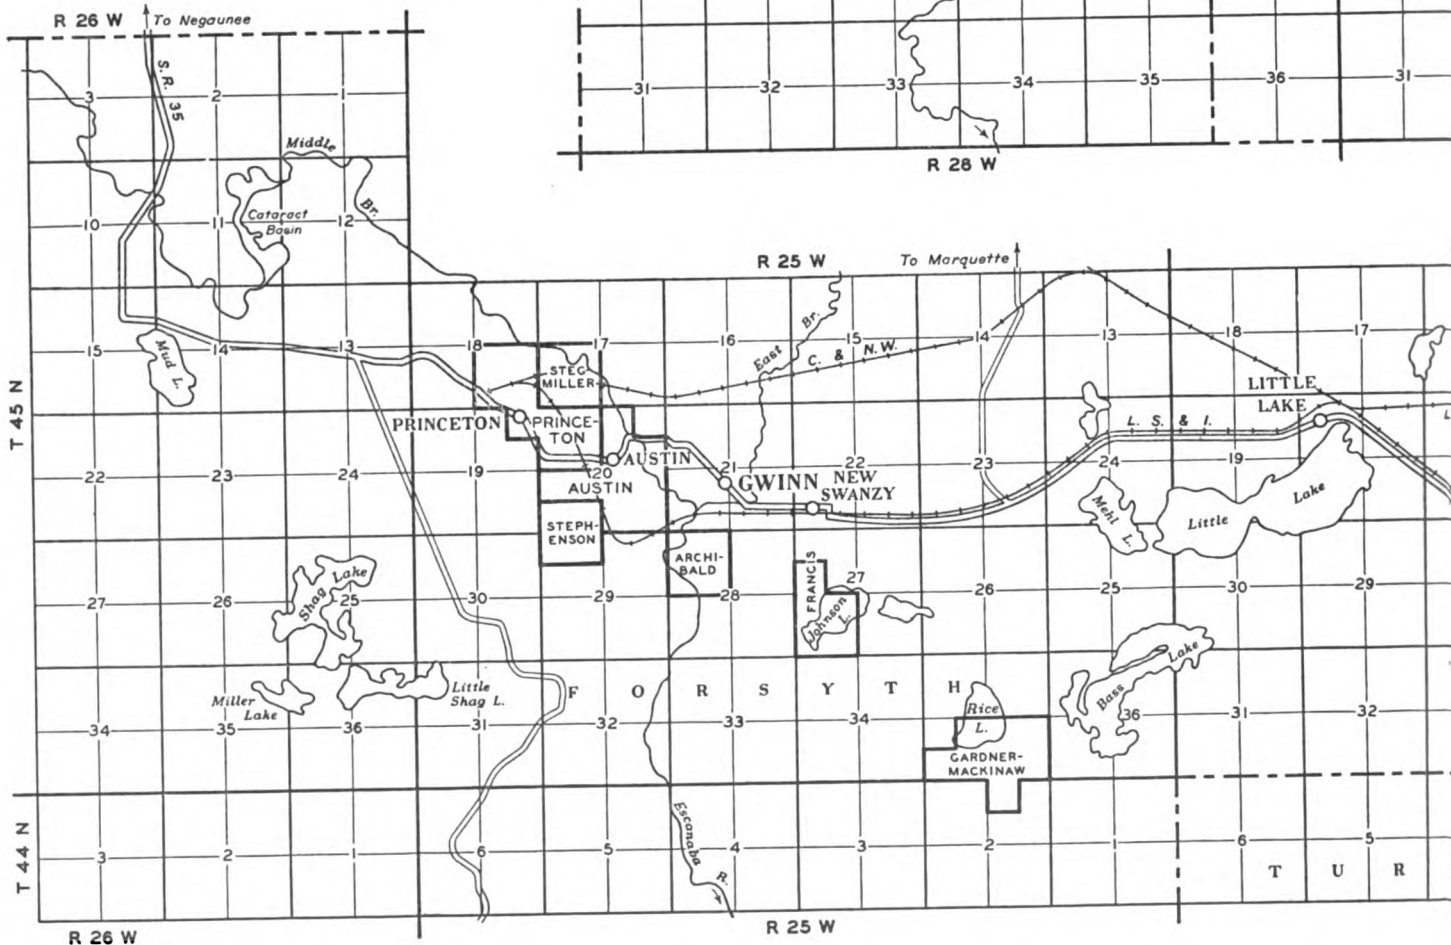 R 26 W
To Negaunee
S.R. 35
3
2
1
31
32
33
34
35
36
31
R 26 W
Middle
Br.
10
11
12
Cataract
Basin
R 25 W
To Marquette
T 45 N
15
14
13
18
17
16
15
14
13
18
17
Mud L.
East Br.
C. & N.W.
STEG-
MILLER
LITTLE
LAKE
PRINCETON
PRINCE-
TON
L. S. & I.
L
22
23
24
19
20
AUSTIN
21
22
23
24
19
AUSTIN
GWINN
NEW
SWANZY
Mehl L.
Little Lake
STEPH-
ENSON
ARCHI-
BALD
FRANCIS
27
26
25
Shag Lake
30
29
28
27
Johnson L.
26
25
30
29
Miller
Lake
Little
Shag L.
F O R S Y T H
Rice
L.
Bass Lake
34
35
36
31
32
33
34
36
31
32
GARDNER-
MACKINAW
T 44 N
3
2
1
6
5
Escanaba R.
4
3
2
1
6
5
T U R
R 26 W
R 25 W